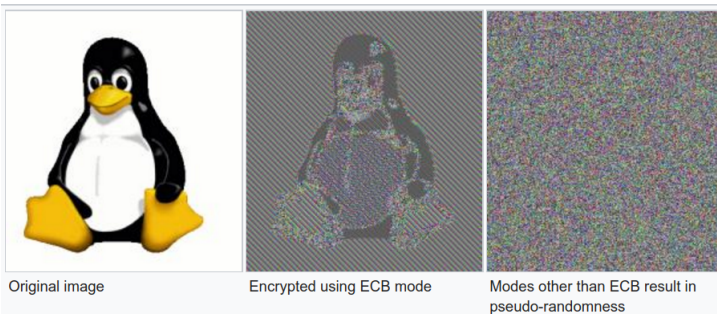 Original image
Encrypted using ECB mode
Modes other than ECB result in
pseudo-randomness